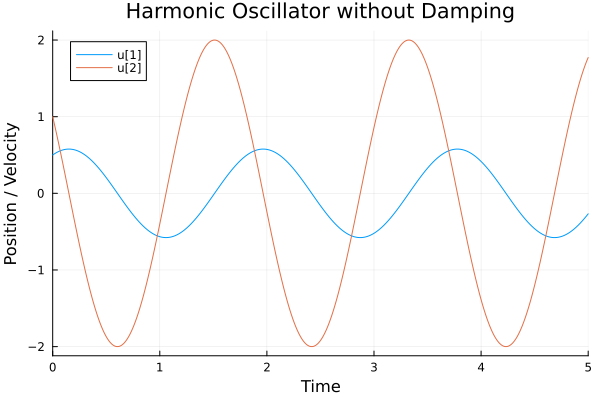 Harmonic Oscillator without Damping
Position / Velocity
2
1
0
−1
−2
u[1]
u[2]
0 1 2 3 4 5
Time